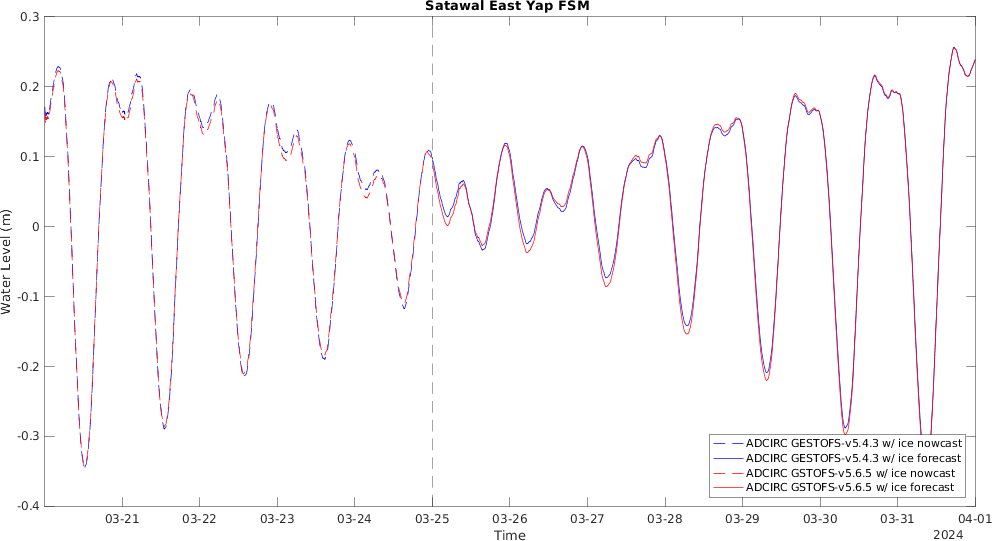 Satawal East Yap FSM
0.3
0.2
0.1
0
-0.1
-0.2
-0.3
-0.4
Water Level (m)
ADCIRC GESTOFS-v5.4.3 w/ ice nowcast
ADCIRC GESTOFS-v5.4.3 w/ ice forecast
ADCIRC GSTOFS-v5.6.5 w/ ice nowcast
ADCIRC GSTOFS-v5.6.5 w/ ice forecast
03-21 03-22 03-23 03-24 03-25 03-26 03-27 03-28 03-29 03-30 03-31 04-01
Time
2024